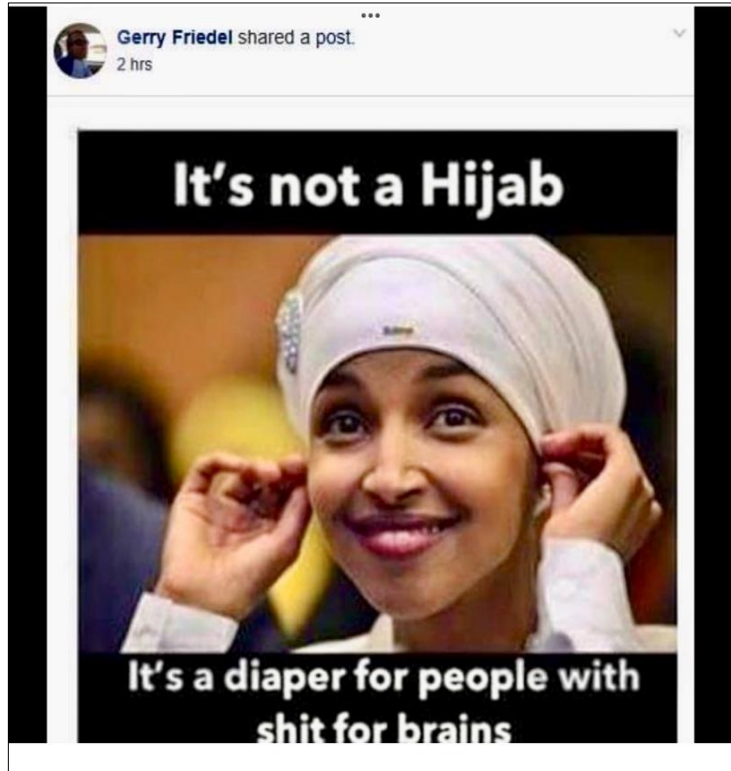 Gerry Friedel shared a post.
2 hrs
It's not a Hijab
It's a diaper for people with
shit for brains